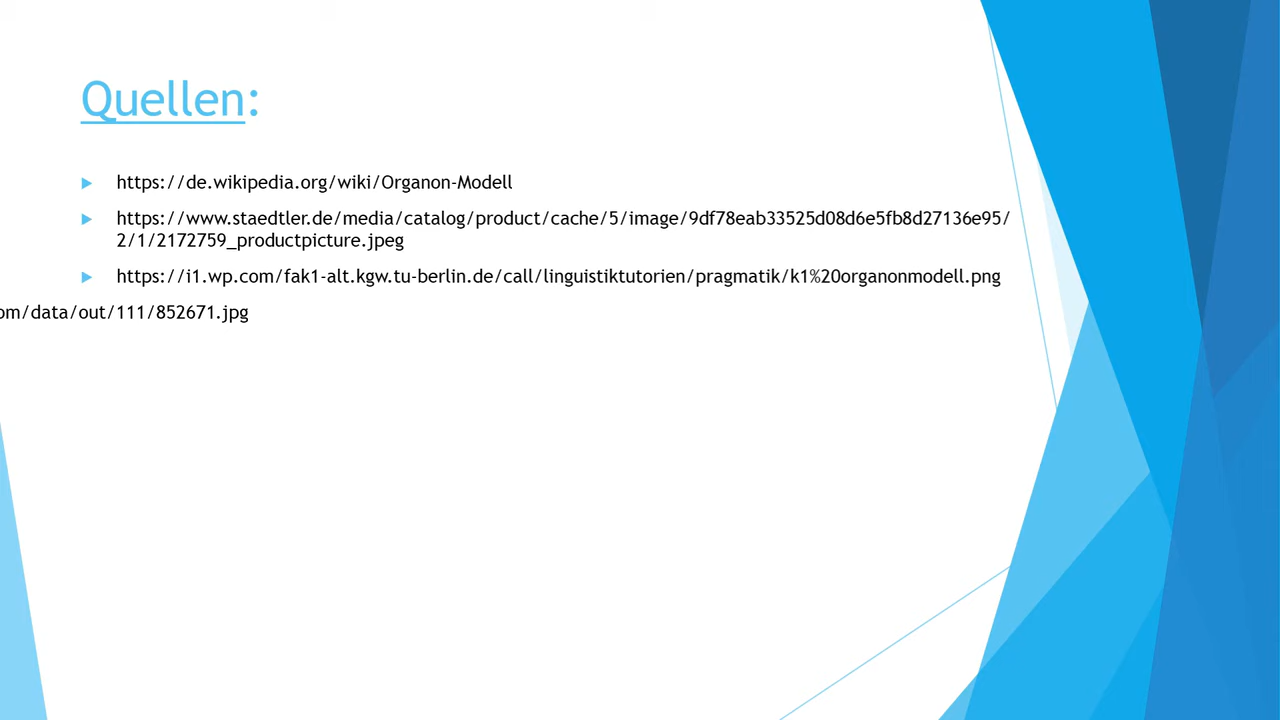 Quellen:
https://de.wikipedia.org/wiki/Organon-Modell
https://www.staedtler.de/media/catalog/product/cache/5/image/9df78eab33525d08d6e5fb8d27136e95/
2/1/2172759_productpicture.jpeg
https://i1.wp.com/fak1-alt.kgw.tu-berlin.de/call/linguistiktutorien/pragmatik/k1%20organonmodell.png
om/data/out/111/852671.jpg